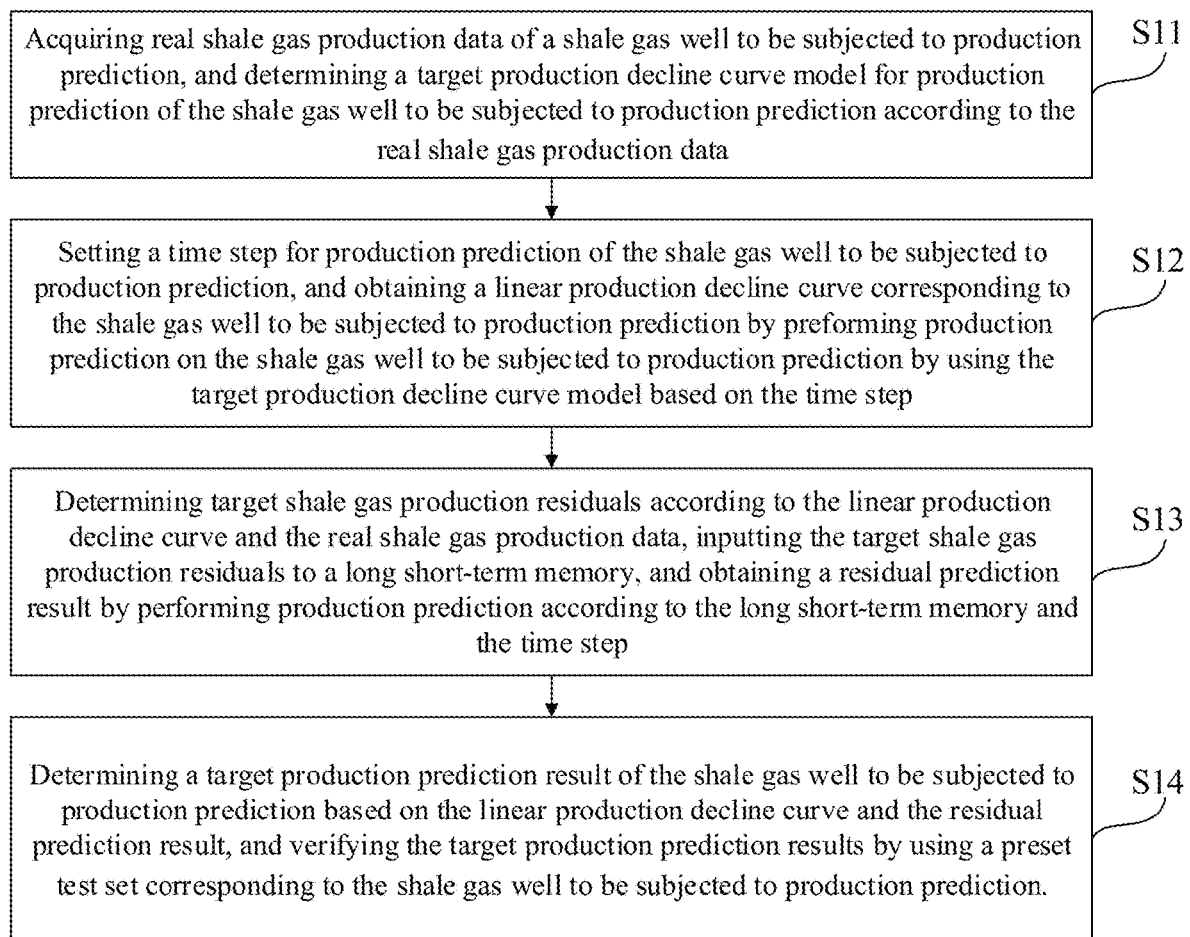 Acquiring real shale gas production data of a shale gas well to be subjected to production
prediction, and determining a target production decline curve model for production
prediction of the shale gas well to be subjected to production prediction according to the
real shale gas production data
S11
Setting a time step for production prediction of the shale gas well to be subjected to
production prediction, and obtaining a linear production decline curve corresponding to
the shale gas well to be subjected to production prediction by preforming production
prediction on the shale gas well to be subjected to production prediction by using the
target production decline curve model based on the time step
S12
Determining target shale gas production residuals according to the linear production
decline curve and the real shale gas production data, inputting the target shale gas
production residuals to a long short-term memory, and obtaining a residual prediction
result by performing production prediction according to the long short-term memory and
the time step
S13
Determining a target production prediction result of the shale gas well to be subjected to
production prediction based on the linear production decline curve and the residual
prediction result, and verifying the target production prediction results by using a preset
test set corresponding to the shale gas well to be subjected to production prediction.
S14